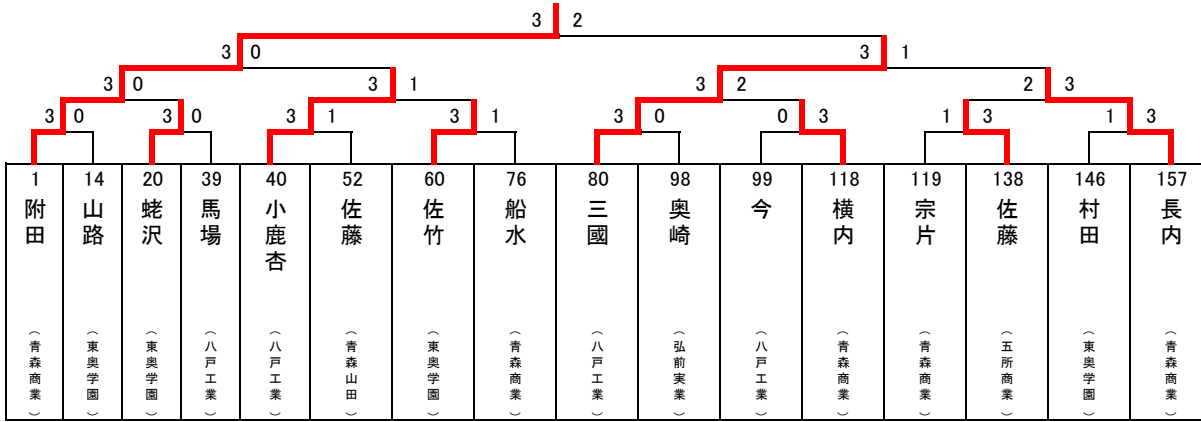 3 2
3 0 3 1
3 0 3 1 3 2 2 3
3 0 3 0 3 1 3 1 3 0 0 3 1 3 1 3
1 14 20 39 40 52 60 76 80 98 99 118 119 138 146 157
附田 山路 蛯沢 馬場 小鹿杏 佐藤 佐竹 船水 三國 奥崎 今 横内 宗片 佐藤 村田 長内
（青森商業） （東奥学園） （東奥学園） （八戸工業） （八戸工業） （青森山田） （東奥学園） （青森商業） （八戸工業） （弘前実業） （八戸工業） （青森商業） （青森商業） （五所商業） （東奥学園） （青森商業）